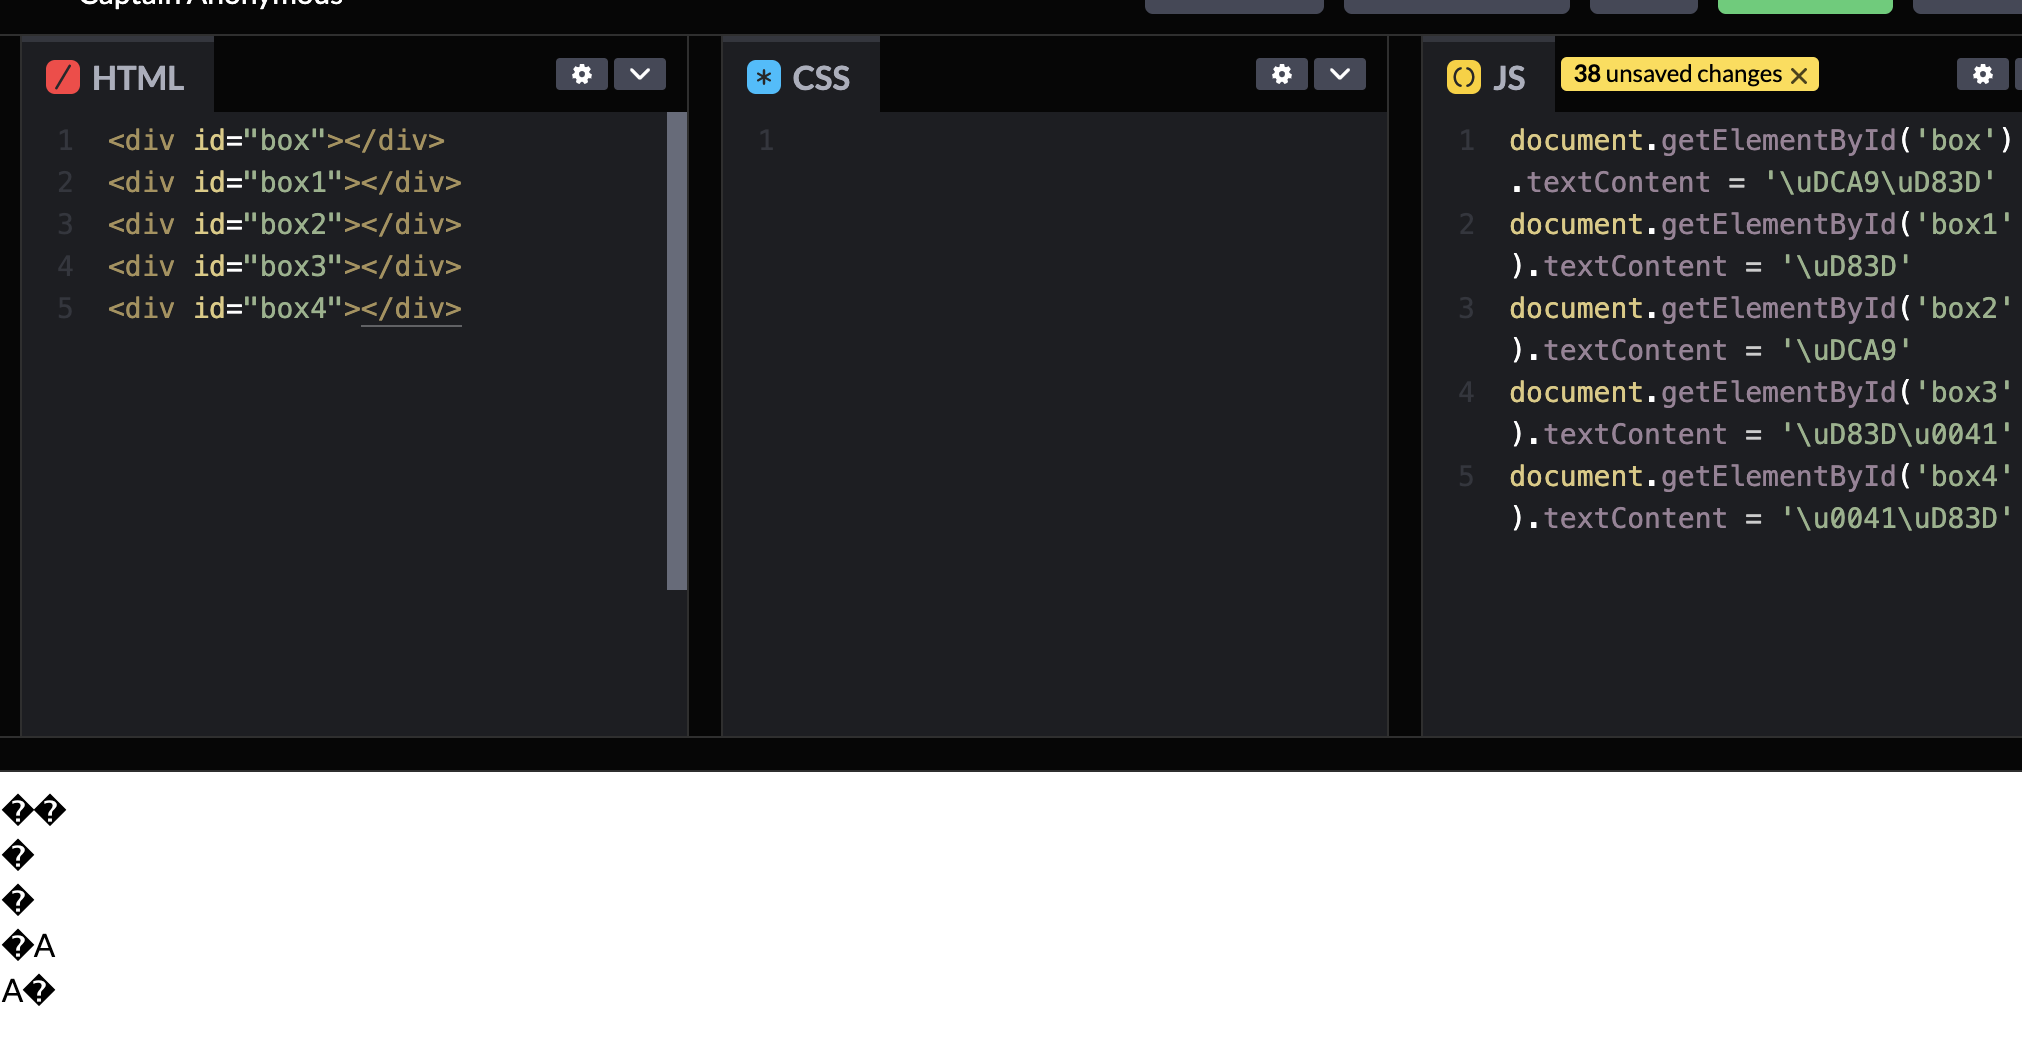 Captain Anonymous
HTML
1 <div id="box"></div>
2 <div id="box1"></div>
3 <div id="box2"></div>
4 <div id="box3"></div>
5 <div id="box4"></div>
CSS
1
JS
38 unsaved changes
1 document.getElementById('box')
.textContent = '\uDCA9\uD83D'
2 document.getElementById('box1'
).textContent = '\uD83D'
3 document.getElementById('box2'
).textContent = '\uDCA9'
4 document.getElementById('box3'
).textContent = '\uD83D\u0041'
5 document.getElementById('box4'
).textContent = '\u0041\uD83D'
��
�
�
�A
A�